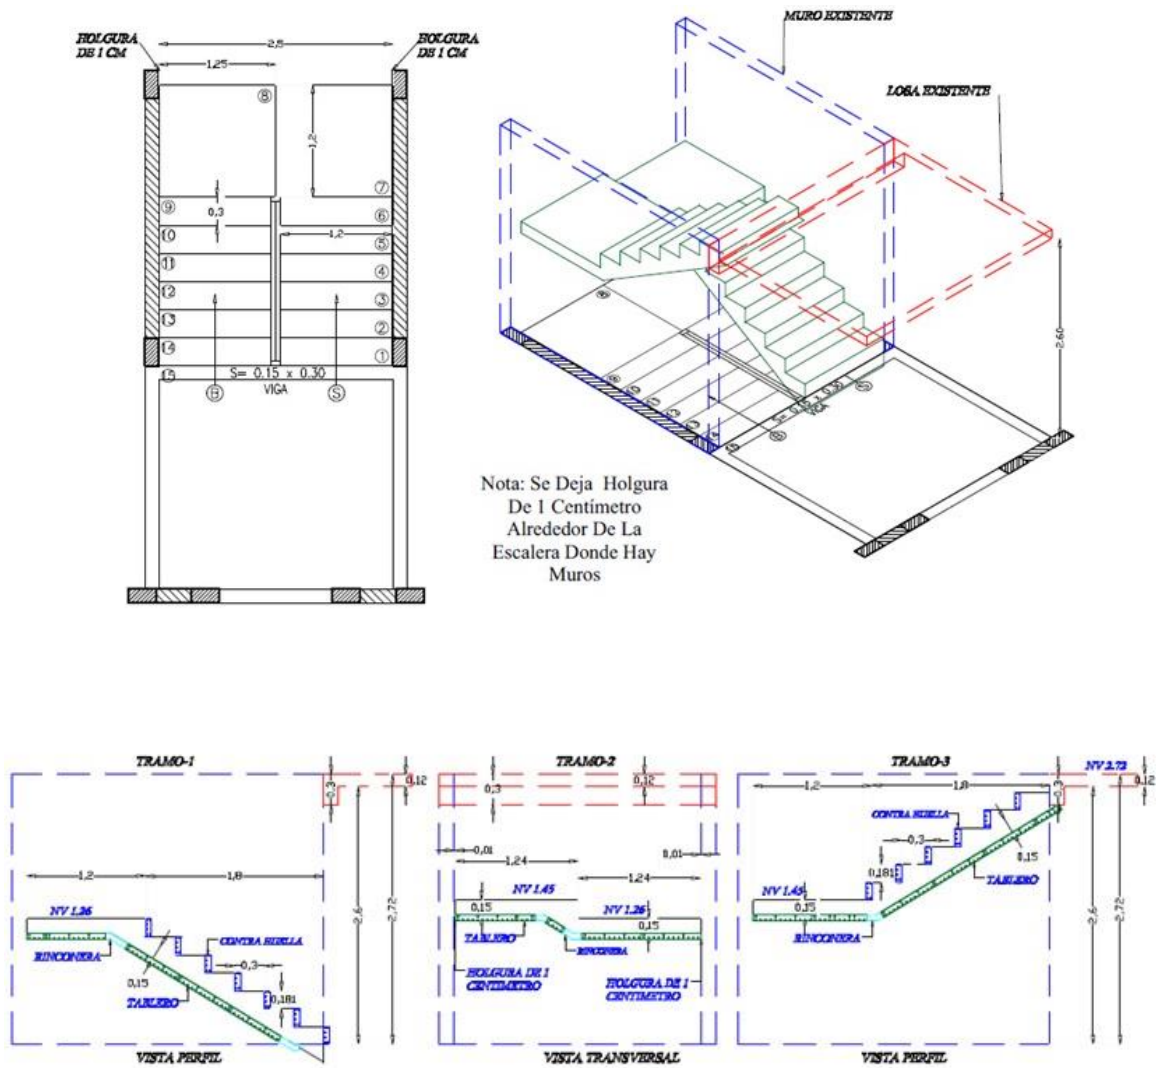 HOLGURA
DE 1 CM
2,5
HOLGURA
DE 1 CM
1,25
8
1,2
7
9
0,3
6
10
1,2
5
11
4
12
3
13
2
14
1
15
S= 0.15 x 0.30
VIGA
B
S
MURO EXISTENTE
LOSA EXISTENTE
2,60
S= 0.15 x 0.30
VIGA
B
S
Nota: Se Deja Holgura
De 1 Centímetro
Alrededor De La
Escalera Donde Hay
Muros
TRAMO-1
0,3
0,12
1,2
1,8
NV 1.26
CONTRA HUELLA
RINCONERA
0,3
0,15
TABLERO
0,181
2,6
2,72
VISTA PERFIL
TRAMO-2
0,3
0,12
0,01
0,01
1,24
1,24
NV 1.45
0,15
NV 1.26
0,15
TABLERO
RINCONERA
HOLGURA DE 1
CENTIMETRO
HOLGURA DE 1
CENTIMETRO
VISTA TRANSVERSAL
TRAMO-3
NV 2.72
1,2
1,8
0,3
0,12
CONTRA HUELLA
0,3
0,15
0,181
TABLERO
NV 1.45
0,15
RINCONERA
2,6
2,72
VISTA PERFIL